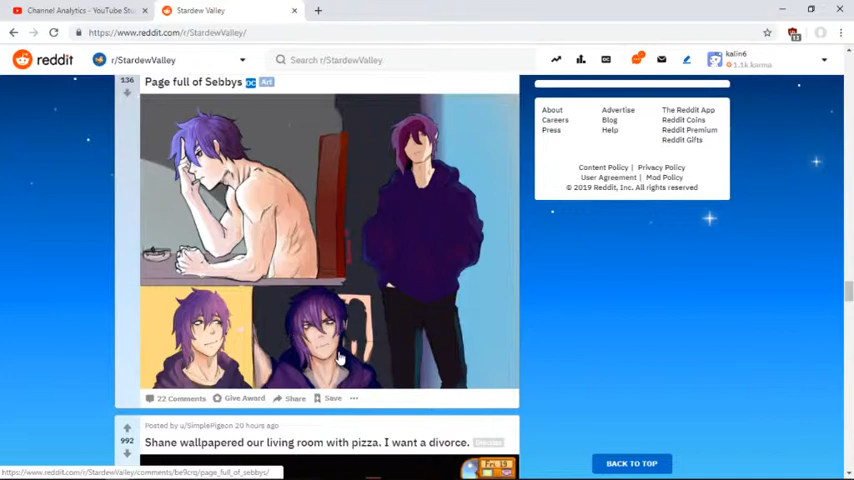 Channel Analytics - YouTube Stu
Stardew Valley
https://www.reddit.com/r/StardewValley/
11
reddit
r/StardewValley
Search r/StardewValley
kalin6
1.1k karma
136
Page full of Sebbys
OC
Art
About
Advertise
The Reddit App
Careers
Blog
Reddit Coins
Press
Help
Reddit Premium
Reddit Gifts
Content Policy | Privacy Policy
User Agreement | Mod Policy
© 2019 Reddit, Inc. All rights reserved
22 Comments
Give Award
Share
Save
Posted by u/SimplePigeon 20 hours ago
992
Shane wallpapered our living room with pizza. I want a divorce.
Discuss
BACK TO TOP
https://www.reddit.com/r/StardewValley/comments/be9crq/page_full_of_sebbys/